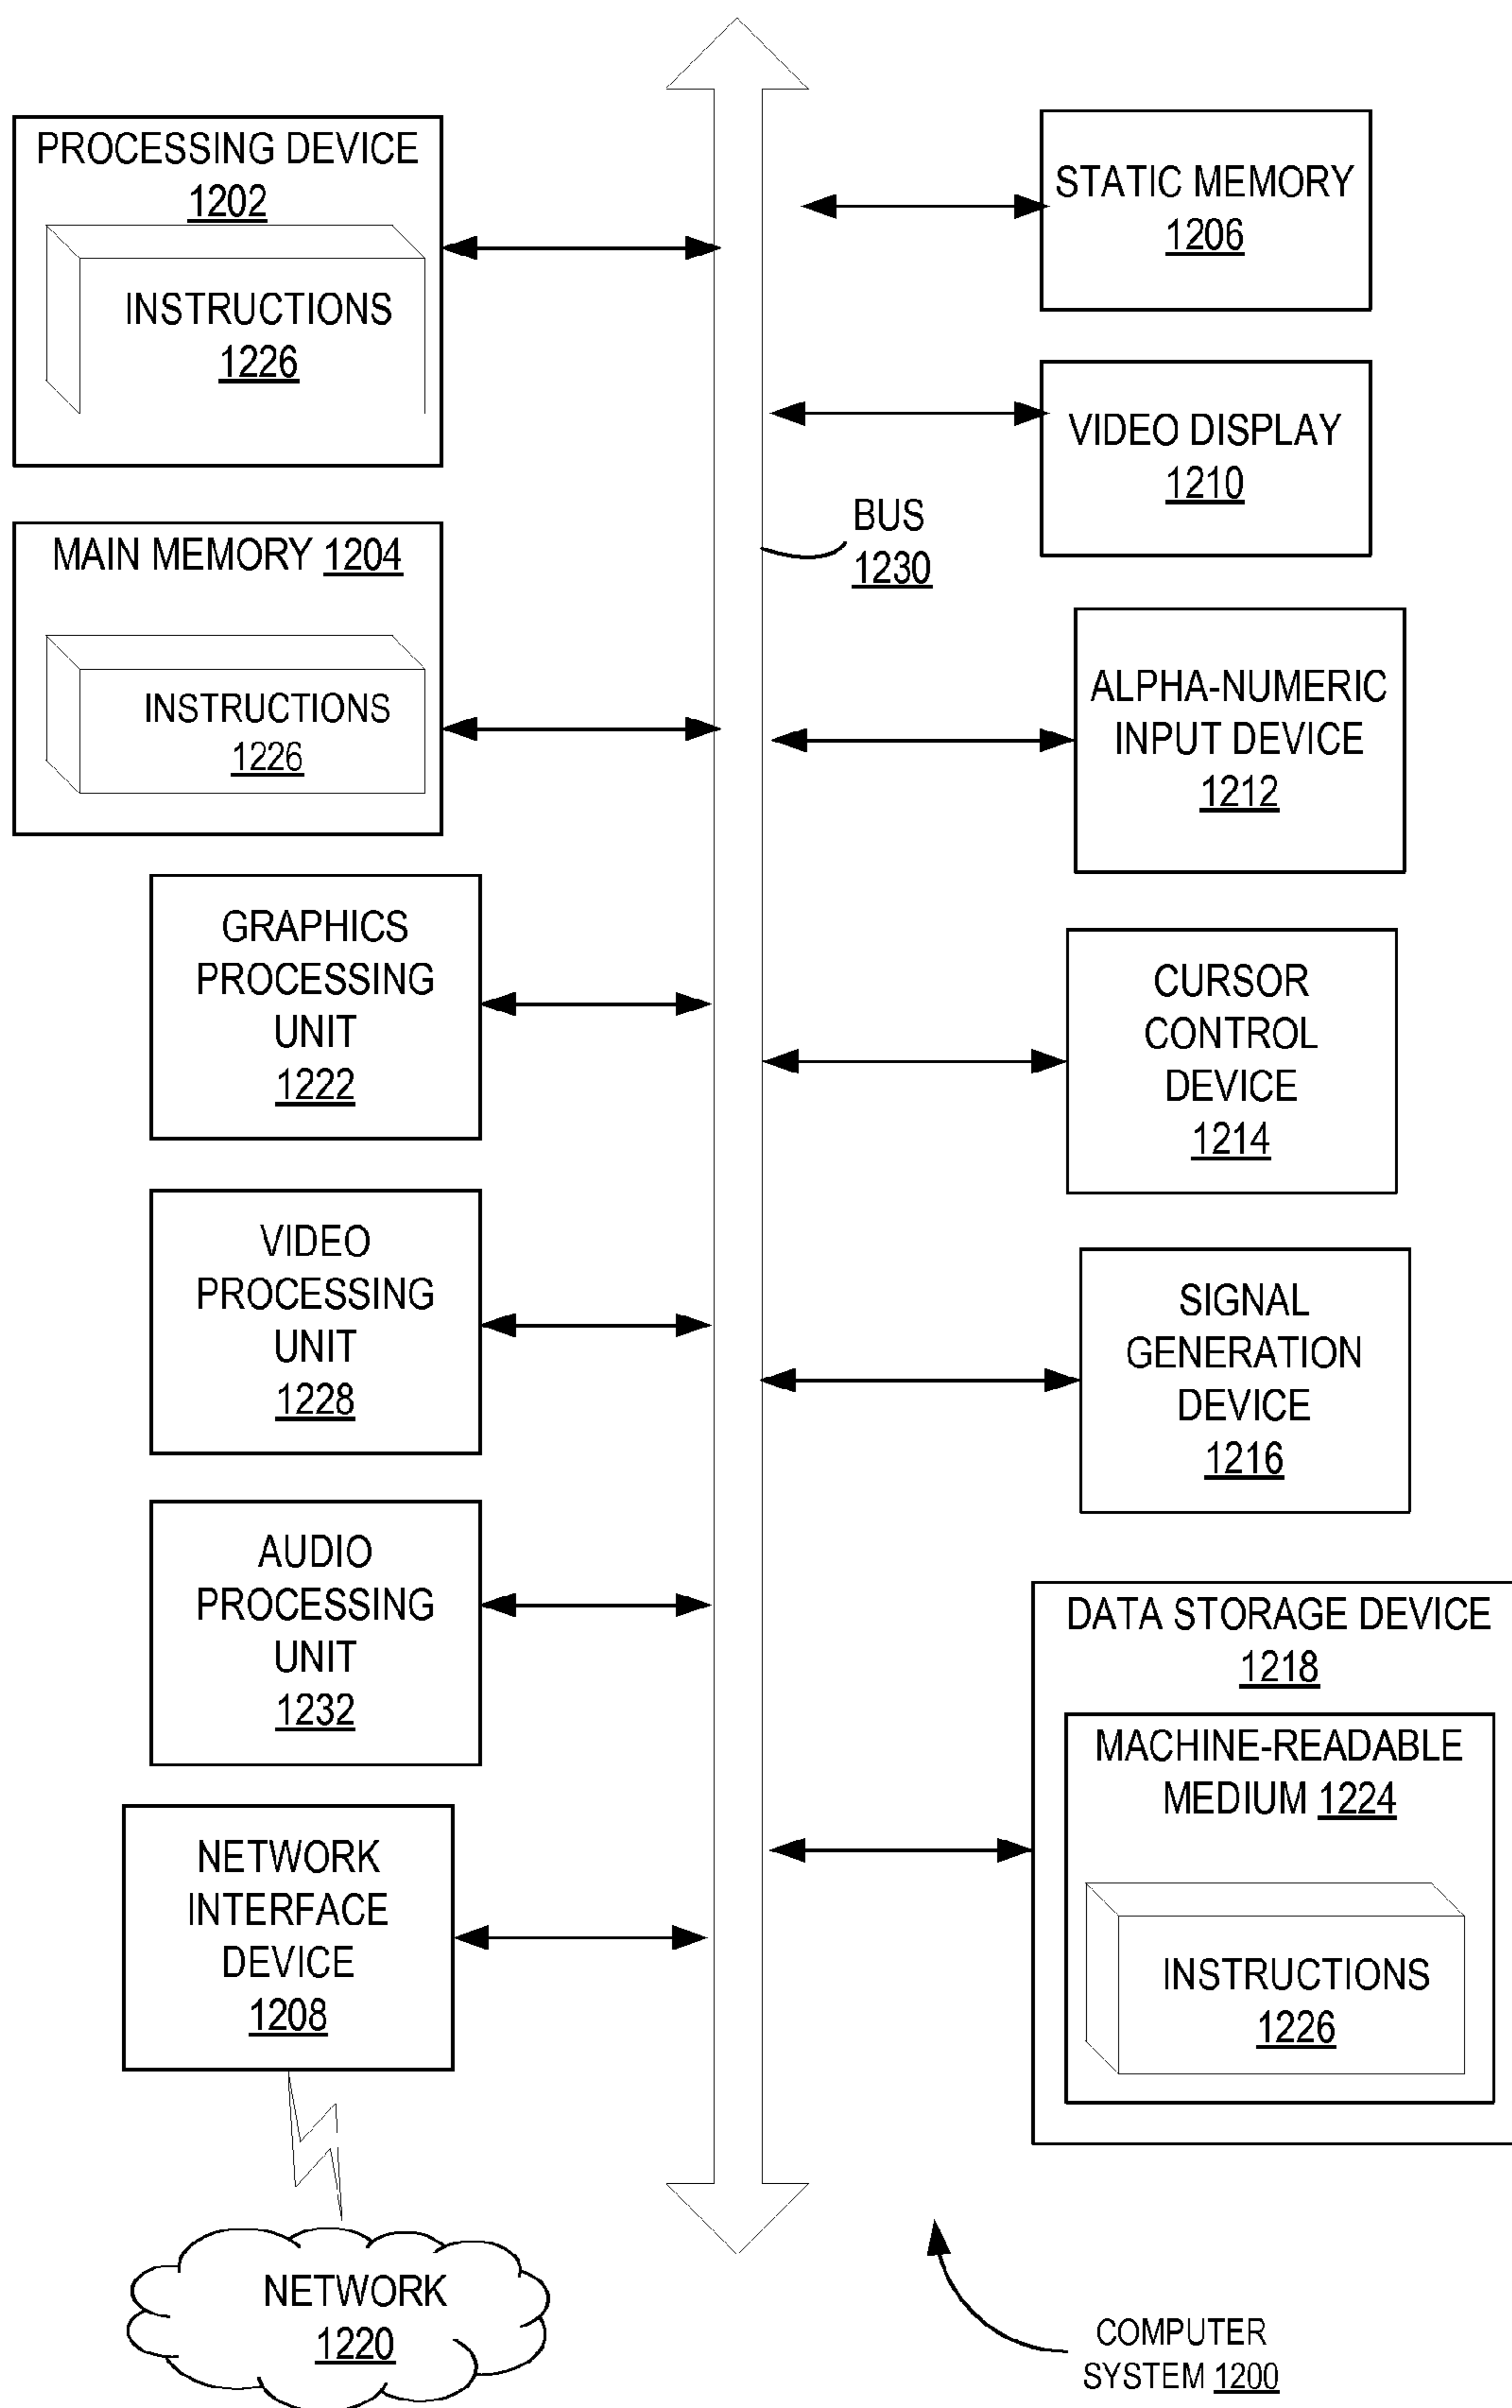 PROCESSING DEVICE
1202
INSTRUCTIONS
1226
MAIN MEMORY 1204
INSTRUCTIONS
1226
GRAPHICS
PROCESSING
UNIT
1222
VIDEO
PROCESSING
UNIT
1228
AUDIO
PROCESSING
UNIT
1232
NETWORK
INTERFACE
DEVICE
1208
NETWORK
1220
BUS
1230
STATIC MEMORY
1206
VIDEO DISPLAY
1210
ALPHA-NUMERIC
INPUT DEVICE
1212
CURSOR
CONTROL
DEVICE
1214
SIGNAL
GENERATION
DEVICE
1216
DATA STORAGE DEVICE
1218
MACHINE-READABLE
MEDIUM 1224
INSTRUCTIONS
1226
COMPUTER
SYSTEM 1200